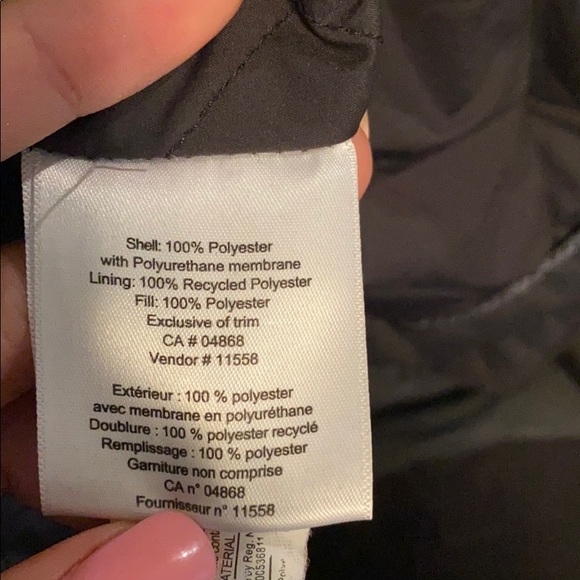 Shell: 100% Polyester
with Polyurethane membrane
Lining: 100% Recycled Polyester
Fill: 100% Polyester
Exclusive of trim
CA # 04868
Vendor # 11558
Extérieur : 100 % polyester
avec membrane en polyuréthane
Doublure : 100 % polyester recyclé
Remplissage : 100 % polyester
Garniture non comprise
CA n° 04868
Fournisseur n° 11558